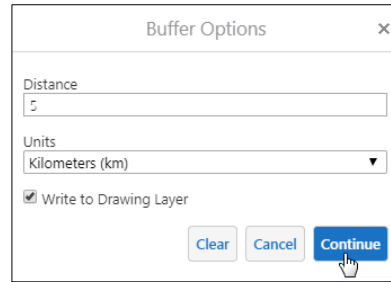 Buffer Options ×
Distance
5
Units
Kilometers (km) ▼
Write to Drawing Layer
Clear Cancel Continue